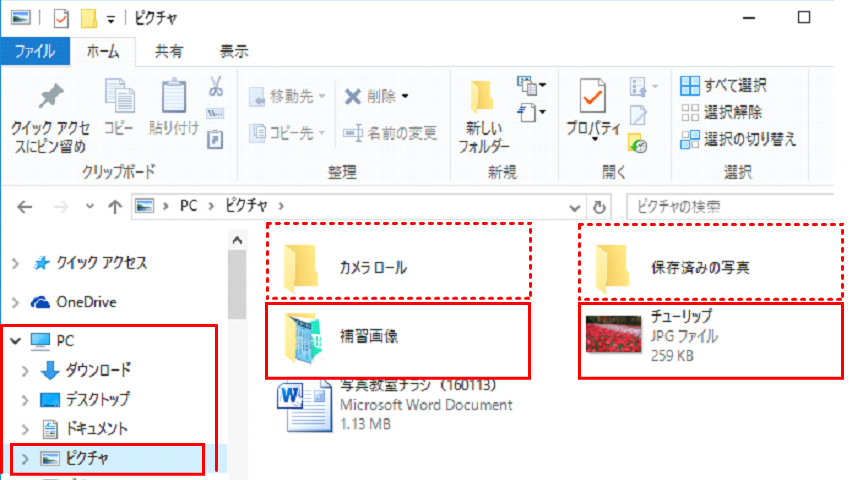 ピクチャ
ファイル
ホーム
共有
表示
クイック アクセ
スにピン留め
コピー
貼り付け
クリップボード
移動先
コピー先
削除
名前の変更
整理
新しい
フォルダー
新規
プロパティ
開く
すべて選択
選択解除
選択の切り替え
選択
PC
ピクチャ
ピクチャの検索
クイック アクセス
OneDrive
PC
ダウンロード
デスクトップ
ドキュメント
ピクチャ
カメラ ロール
保存済みの写真
補習画像
チューリップ
JPG ファイル
259 KB
写真教室チラシ（160113）
Microsoft Word Document
1.13 MB